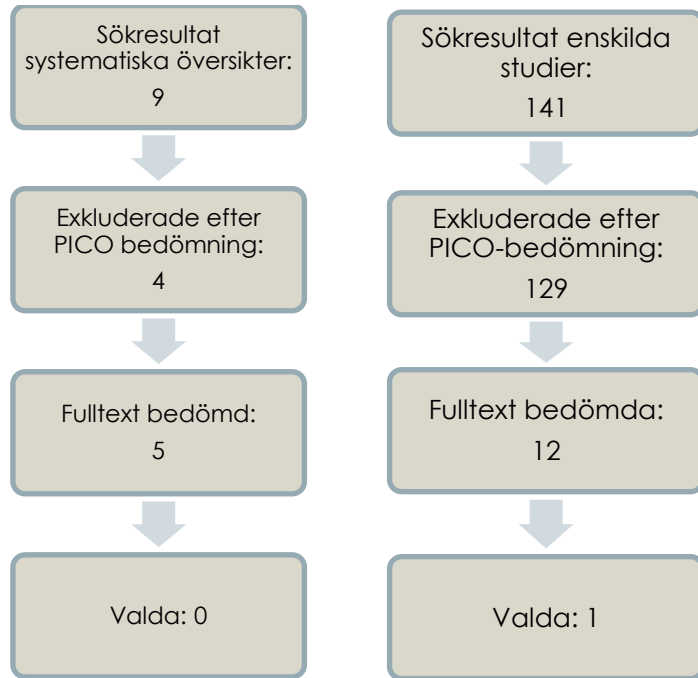 Sökresultat
systematiska översikter:
9
Exkluderade efter
PICO bedömning:
4
Fulltext bedömd:
5
Valda: 0
Sökresultat enskilda
studier:
141
Exkluderade efter
PICO-bedömning:
129
Fulltext bedömda:
12
Valda: 1